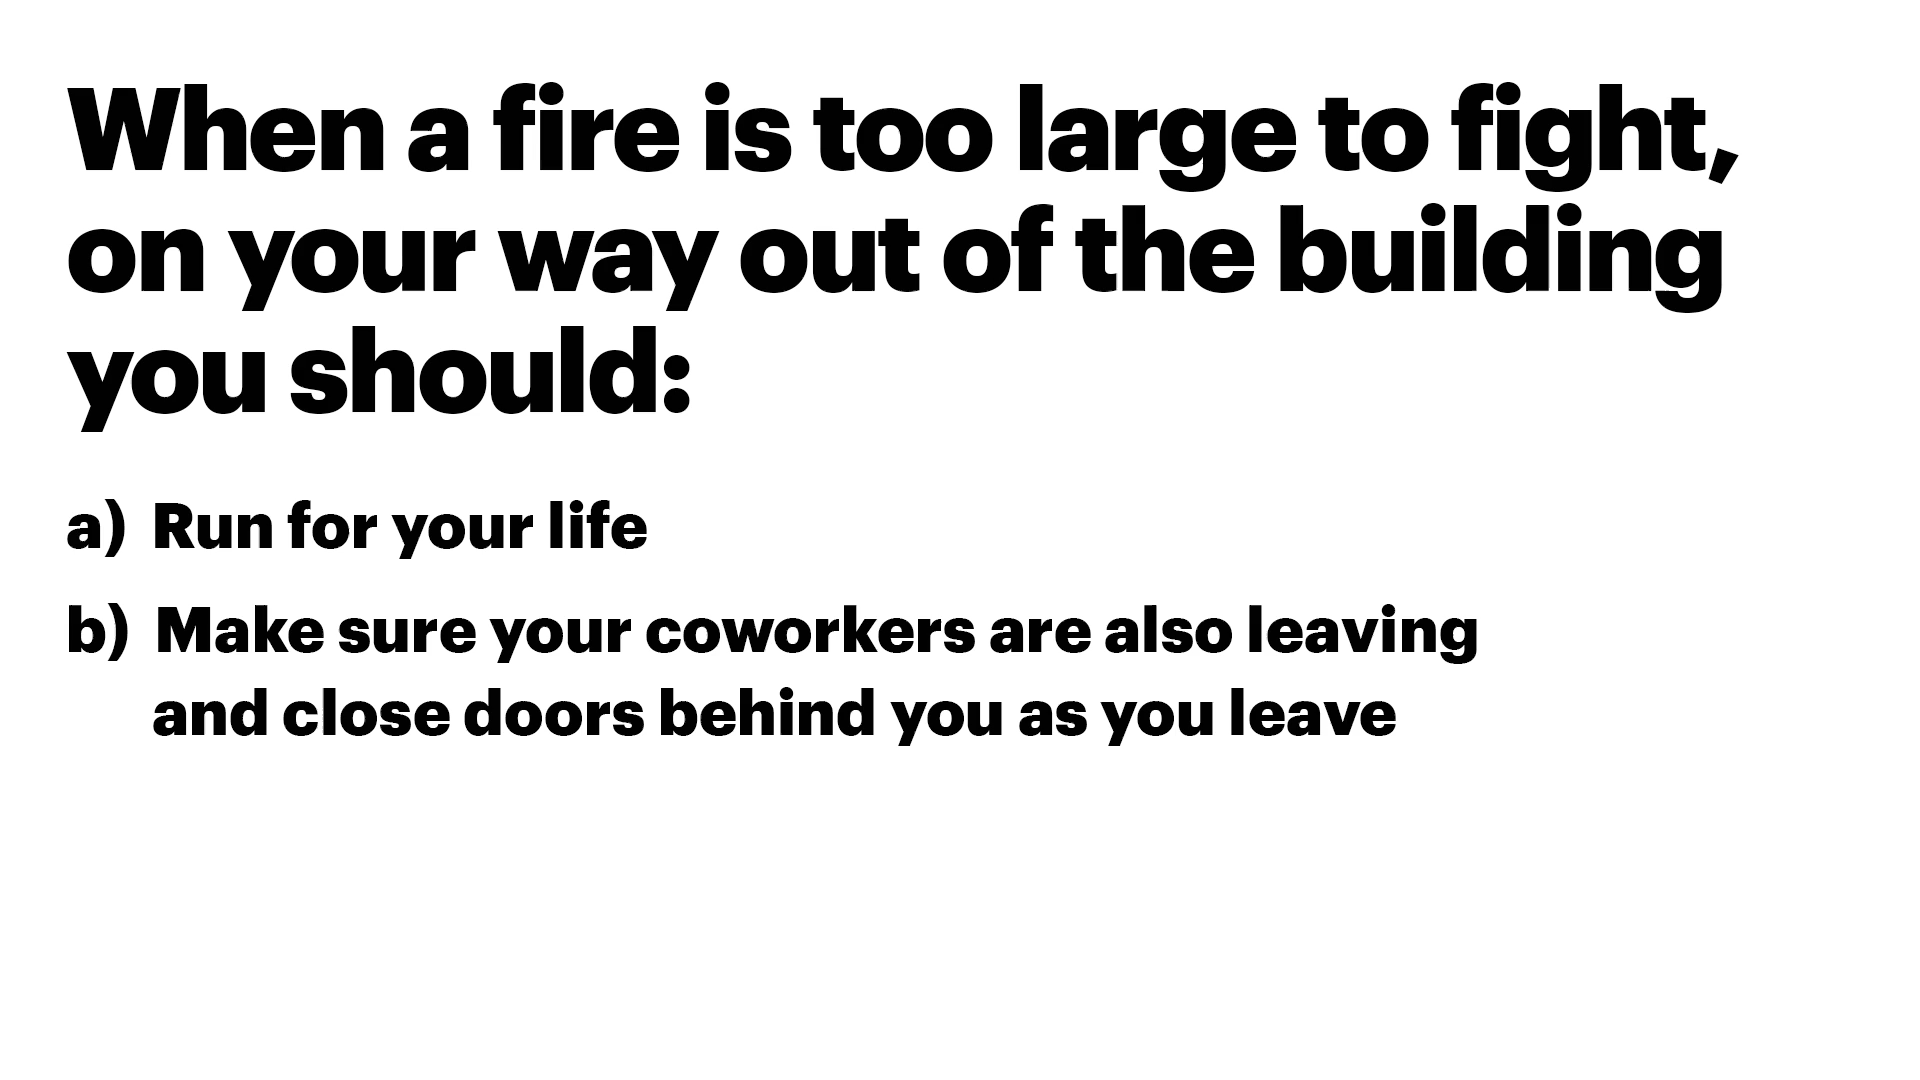 When a fire is too large to fight,
on your way out of the building
you should:
a) Run for your life
b) Make sure your coworkers are also leaving
and close doors behind you as you leave